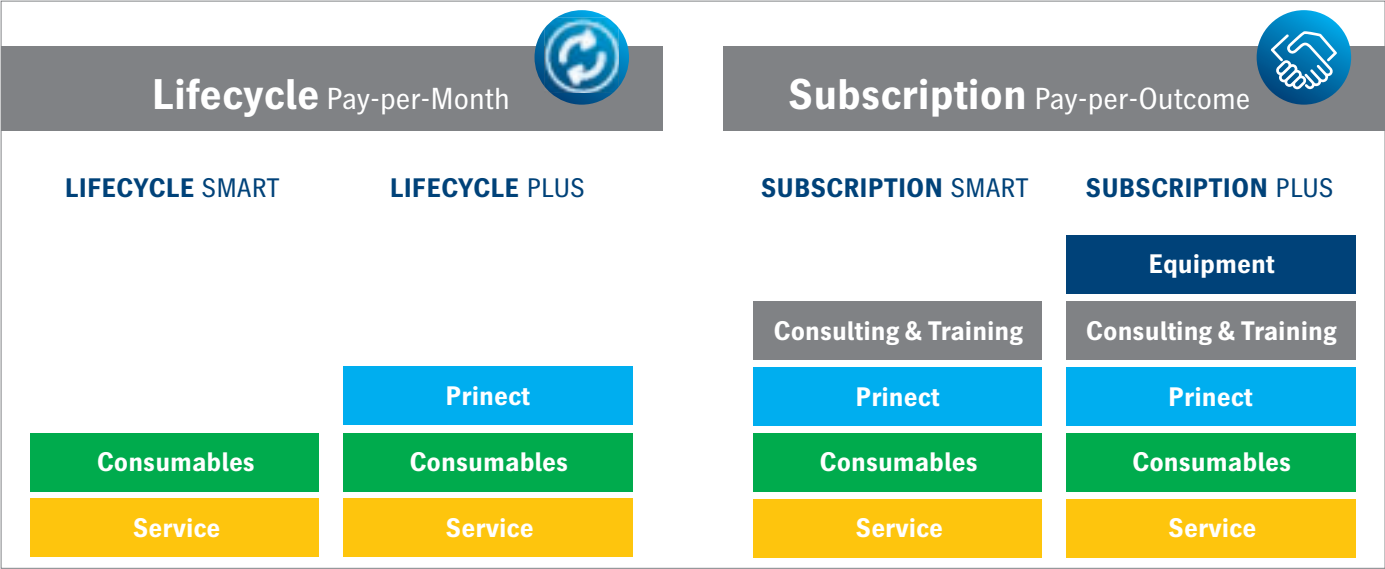 Lifecycle Pay-per-Month
LIFECYCLE SMART
Consumables
Service
LIFECYCLE PLUS
Prinect
Consumables
Service
Subscription Pay-per-Outcome
SUBSCRIPTION SMART
Consulting & Training
Prinect
Consumables
Service
SUBSCRIPTION PLUS
Equipment
Consulting & Training
Prinect
Consumables
Service